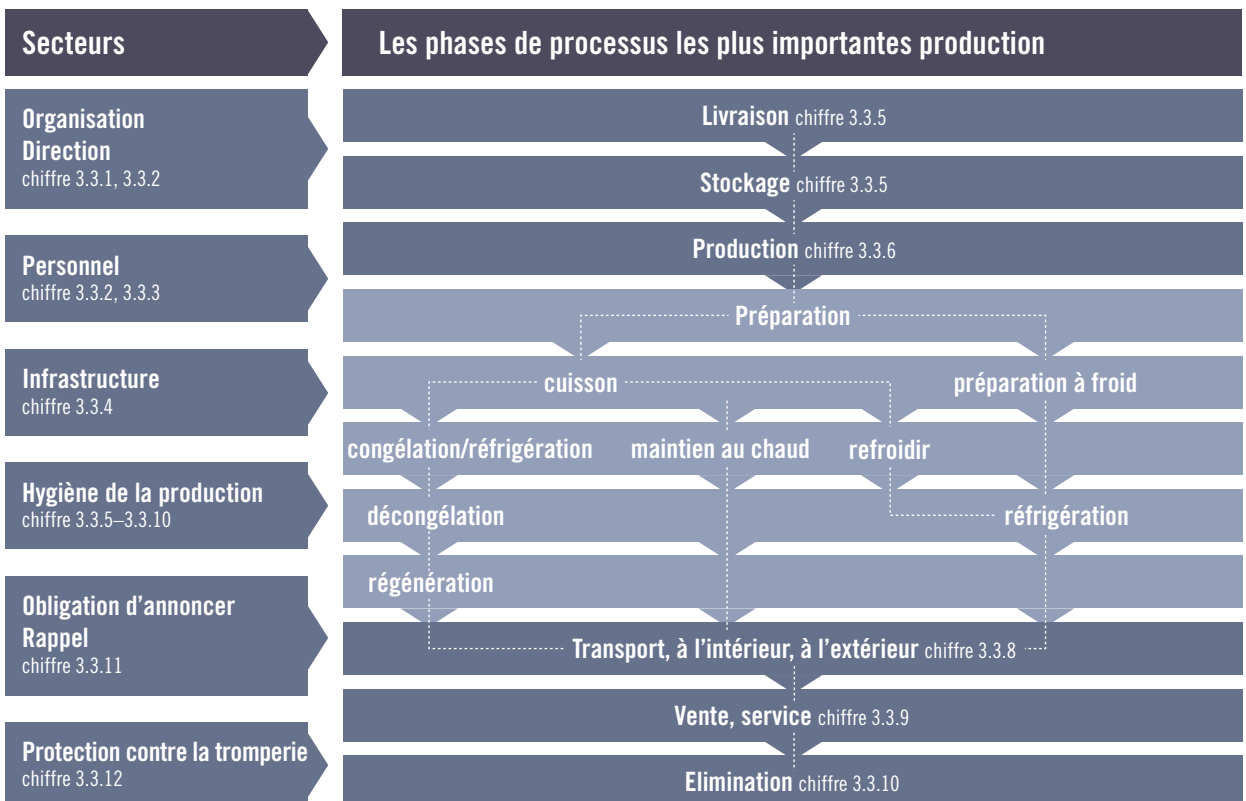 Secteurs
Les phases de processus les plus importantes production
Organisation
Direction
chiffre 3.3.1, 3.3.2
Personnel
chiffre 3.3.2, 3.3.3
Infrastructure
chiffre 3.3.4
Hygiène de la production
chiffre 3.3.5–3.3.10
Obligation d’annoncer
Rappel
chiffre 3.3.11
Protection contre la tromperie
chiffre 3.3.12
Livraison chiffre 3.3.5
Stockage chiffre 3.3.5
Production chiffre 3.3.6
Préparation
cuisson préparation à froid
congélation/réfrigération maintien au chaud refroidir
décongélation réfrigération
régénération
Transport, à l’intérieur, à l’extérieur chiffre 3.3.8
Vente, service chiffre 3.3.9
Elimination chiffre 3.3.10